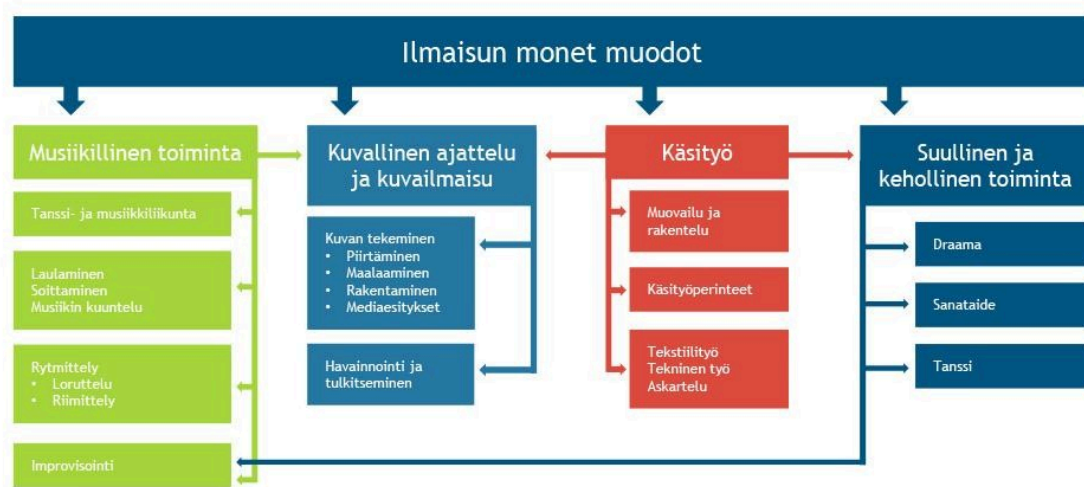 Ilmaisun monet muodot
Musiikillinen toiminta
Tanssi- ja musiikkiliikunta
Laulaminen
Soittaminen
Musiikin kuuntelu
Rytmittely
• Loruttelu
• Riimittely
Improvisointi
Kuvallinen ajattelu
ja kuvailmaisu
Kuvan tekeminen
• Piirtäminen
• Maalaaminen
• Rakentaminen
• Mediaesitykset
Havainnointi ja
tulkitseminen
Käsityö
Muovailu ja
rakentelu
Käsityöperinteet
Tekstiilityö
Tekninen työ
Askartelu
Suullinen ja
kehollinen toiminta
Draama
Sanataide
Tanssi